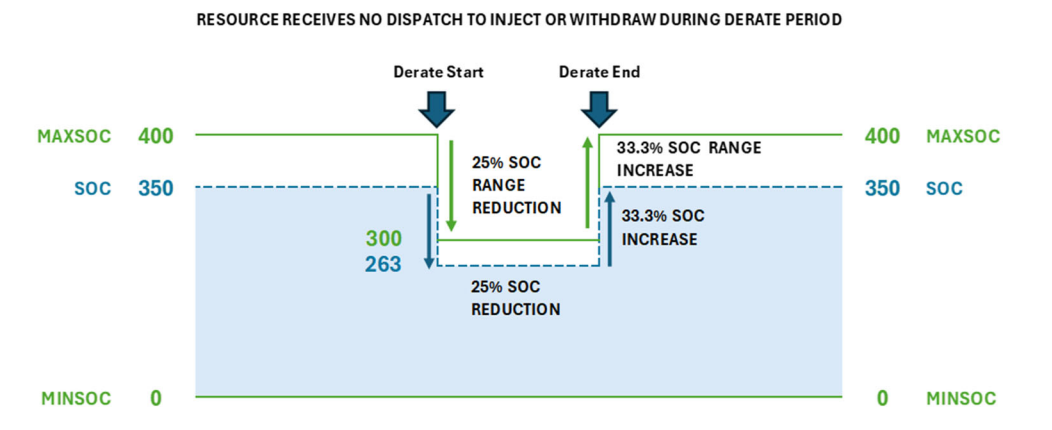 RESOURCE RECEIVES NO DISPATCH TO INJECT OR WITHDRAW DURING DERATE PERIOD
Derate Start
Derate End
MAXSOC 400
400 MAXSOC
SOC 350
350 SOC
25% SOC
RANGE
REDUCTION
33.3% SOC RANGE
INCREASE
33.3% SOC
INCREASE
300
263
25% SOC
REDUCTION
MINSOC 0
0 MINSOC